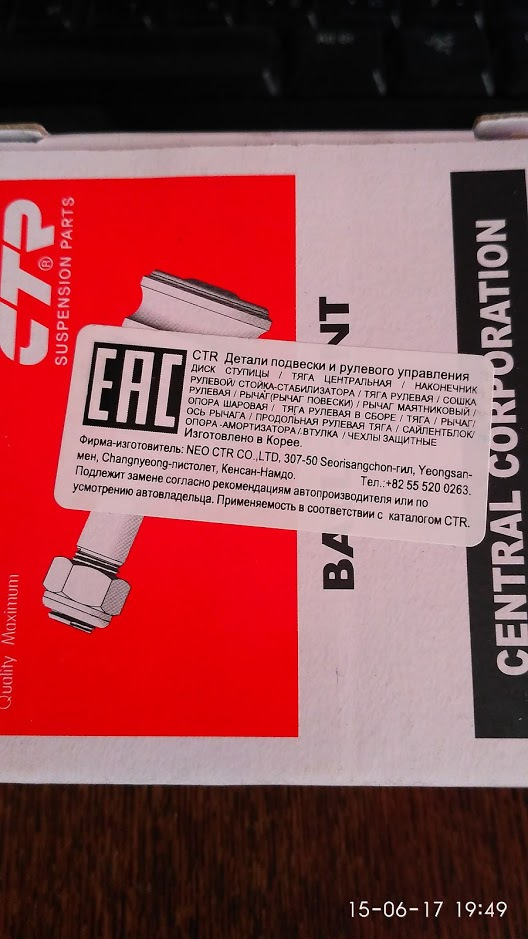 CTR®
SUSPENSION PARTS
Quality Maximum
BA NT
CENTRAL CORPORATION
EAC
CTR Детали подвески и рулевого управления
ДИСК СТУПИЦЫ / ТЯГА ЦЕНТРАЛЬНАЯ / НАКОНЕЧНИК
РУЛЕВОЙ/ СТОЙКА-СТАБИЛИЗАТОРА / ТЯГА РУЛЕВАЯ / СОШКА
РУЛЕВАЯ / РЫЧАГ(РЫЧАГ ПОВЕСКИ) / РЫЧАГ МАЯТНИКОВЫЙ /
ОПОРА ШАРОВАЯ / ТЯГА РУЛЕВАЯ В СБОРЕ / ТЯГА / РЫЧАГ/
ОСЬ РЫЧАГА / ПРОДОЛЬНАЯ РУЛЕВАЯ ТЯГА / САЙЛЕНТБЛОК/
ОПОРА -АМОРТИЗАТОРА / ВТУЛКА / ЧЕХЛЫ ЗАЩИТНЫЕ
Изготовлено в Корее.
Фирма-изготовитель: NEO CTR CO.,LTD, 307-50 Seorisangchon-гил, Yeongsan-
мен, Changnyeong-пистолет, Кенсан-Намдо. Тел.:+82 55 520 0263.
Подлежит замене согласно рекомендациям автопроизводителя или по
усмотрению автовладельца. Применяемость в соответствии с каталогом CTR.
15-06-17 19:49